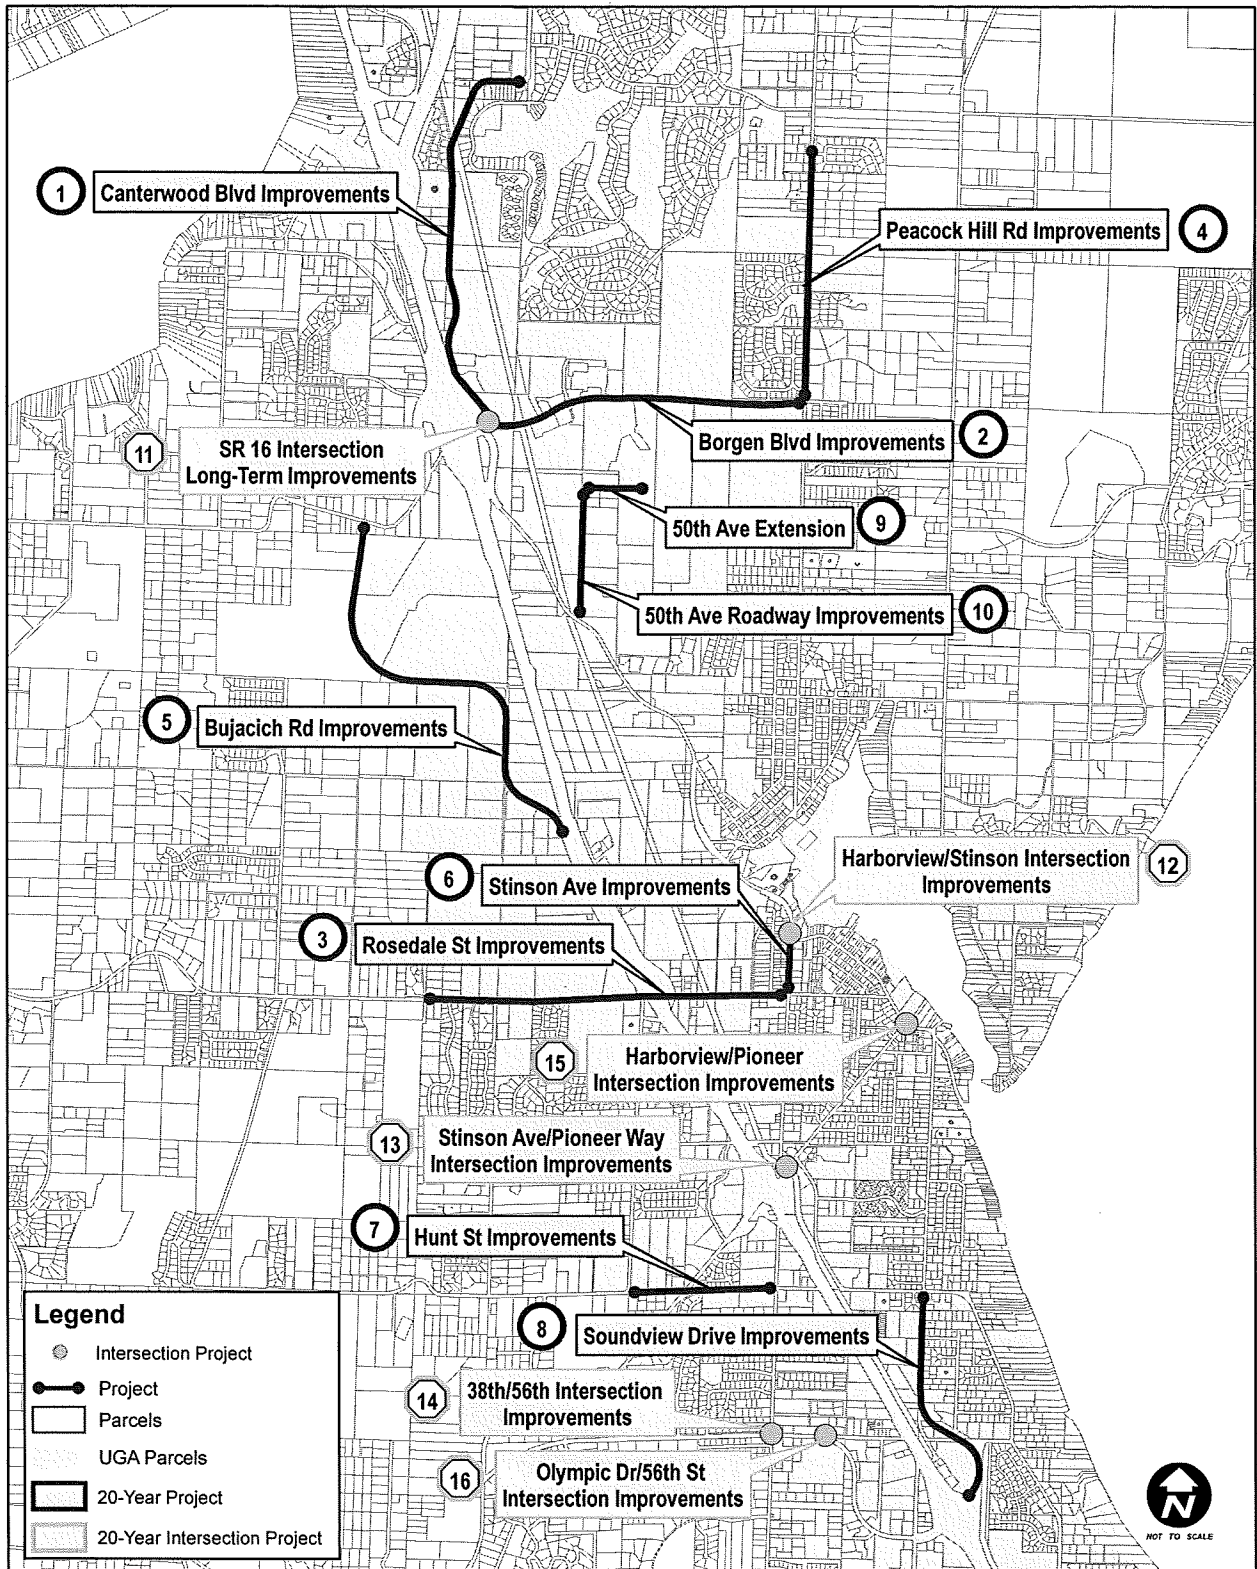 1
Canterwood Blvd Improvements
Peacock Hill Rd Improvements
4
11
SR 16 Intersection
Long-Term Improvements
Borgen Blvd Improvements
2
50th Ave Extension
9
50th Ave Roadway Improvements
10
5
Bujacich Rd Improvements
6
Stinson Ave Improvements
Harborview/Stinson Intersection
Improvements
12
3
Rosedale St Improvements
15
Harborview/Pioneer
Intersection Improvements
13
Stinson Ave/Pioneer Way
Intersection Improvements
7
Hunt St Improvements
8
Soundview Drive Improvements
14
38th/56th Intersection
Improvements
16
Olympic Dr/56th St
Intersection Improvements
Legend
Intersection Project
Project
Parcels
UGA Parcels
20-Year Project
20-Year Intersection Project
N
NOT TO SCALE